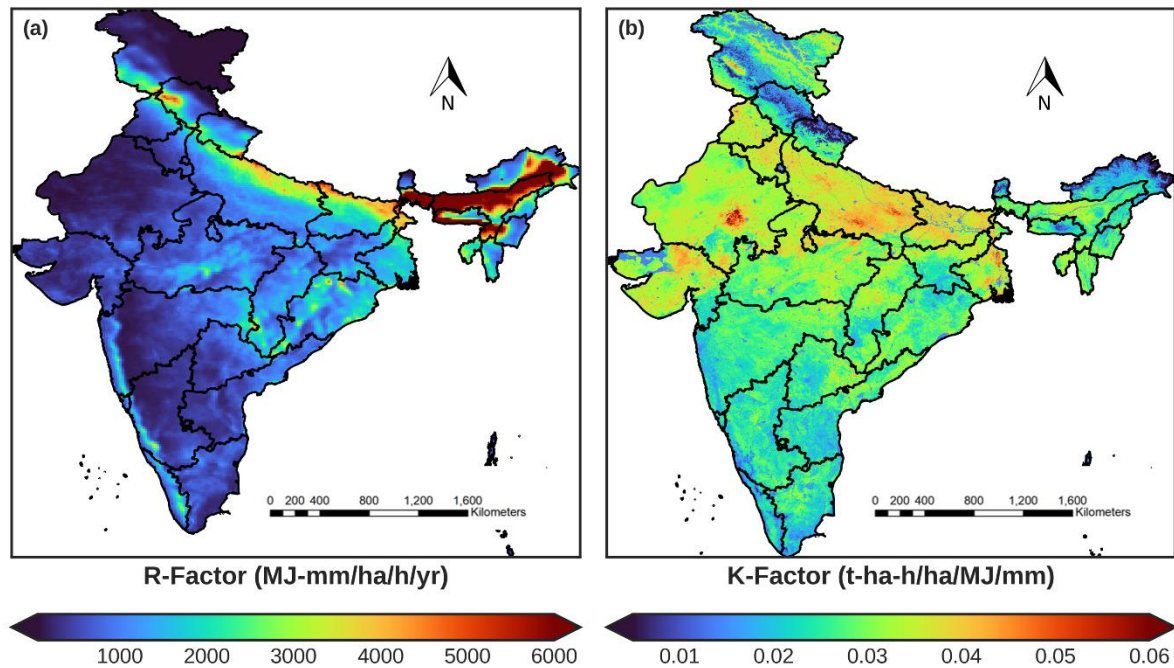 (a)
N
0 200 400 800 1,200 1,600
Kilometers
R-Factor (MJ-mm/ha/h/yr)
1000 2000 3000 4000 5000 6000
(b)
N
0 200 400 800 1,200 1,600
Kilometers
K-Factor (t-ha-h/ha/MJ/mm)
0.01 0.02 0.03 0.04 0.05 0.06